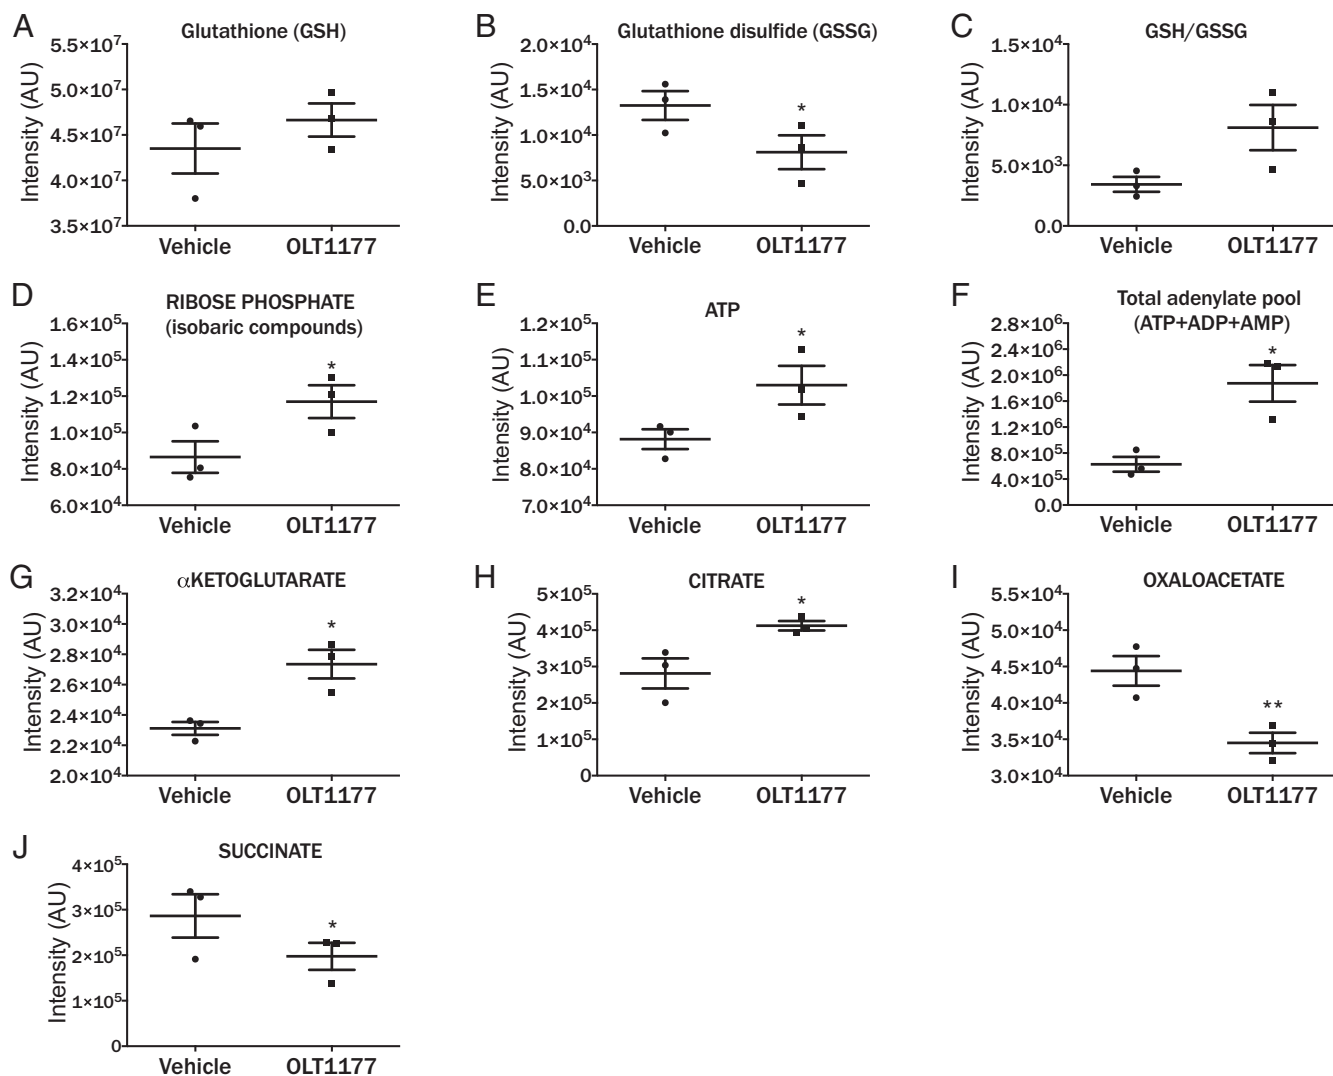 A
Glutathione (GSH)
Intensity (AU)
5.5×10⁷
5.0×10⁷
4.5×10⁷
4.0×10⁷
3.5×10⁷
Vehicle OLT1177
B
Glutathione disulfide (GSSG)
Intensity (AU)
2.0×10⁴
1.5×10⁴
1.0×10⁴
5.0×10³
0.0
*
Vehicle OLT1177
C
GSH/GSSG
Intensity (AU)
1.5×10⁴
1.0×10⁴
5.0×10³
0.0
Vehicle OLT1177
D
RIBOSE PHOSPHATE
(isobaric compounds)
Intensity (AU)
1.6×10⁵
1.4×10⁵
1.2×10⁵
1.0×10⁵
8.0×10⁴
6.0×10⁴
*
Vehicle OLT1177
E
ATP
Intensity (AU)
1.2×10⁵
1.1×10⁵
1.0×10⁵
9.0×10⁴
8.0×10⁴
7.0×10⁴
*
Vehicle OLT1177
F
Total adenylate pool
(ATP+ADP+AMP)
Intensity (AU)
2.8×10⁶
2.4×10⁶
2.0×10⁶
1.6×10⁶
1.2×10⁶
8.0×10⁵
4.0×10⁵
0.0
*
Vehicle OLT1177
G
αKETOGLUTARATE
Intensity (AU)
3.2×10⁴
3.0×10⁴
2.8×10⁴
2.6×10⁴
2.4×10⁴
2.2×10⁴
2.0×10⁴
*
Vehicle OLT1177
H
CITRATE
Intensity (AU)
5×10⁵
4×10⁵
3×10⁵
2×10⁵
1×10⁵
0
*
Vehicle OLT1177
I
OXALOACETATE
Intensity (AU)
5.5×10⁴
5.0×10⁴
4.5×10⁴
4.0×10⁴
3.5×10⁴
3.0×10⁴
**
Vehicle OLT1177
J
SUCCINATE
Intensity (AU)
4×10⁵
3×10⁵
2×10⁵
1×10⁵
0
*
Vehicle OLT1177